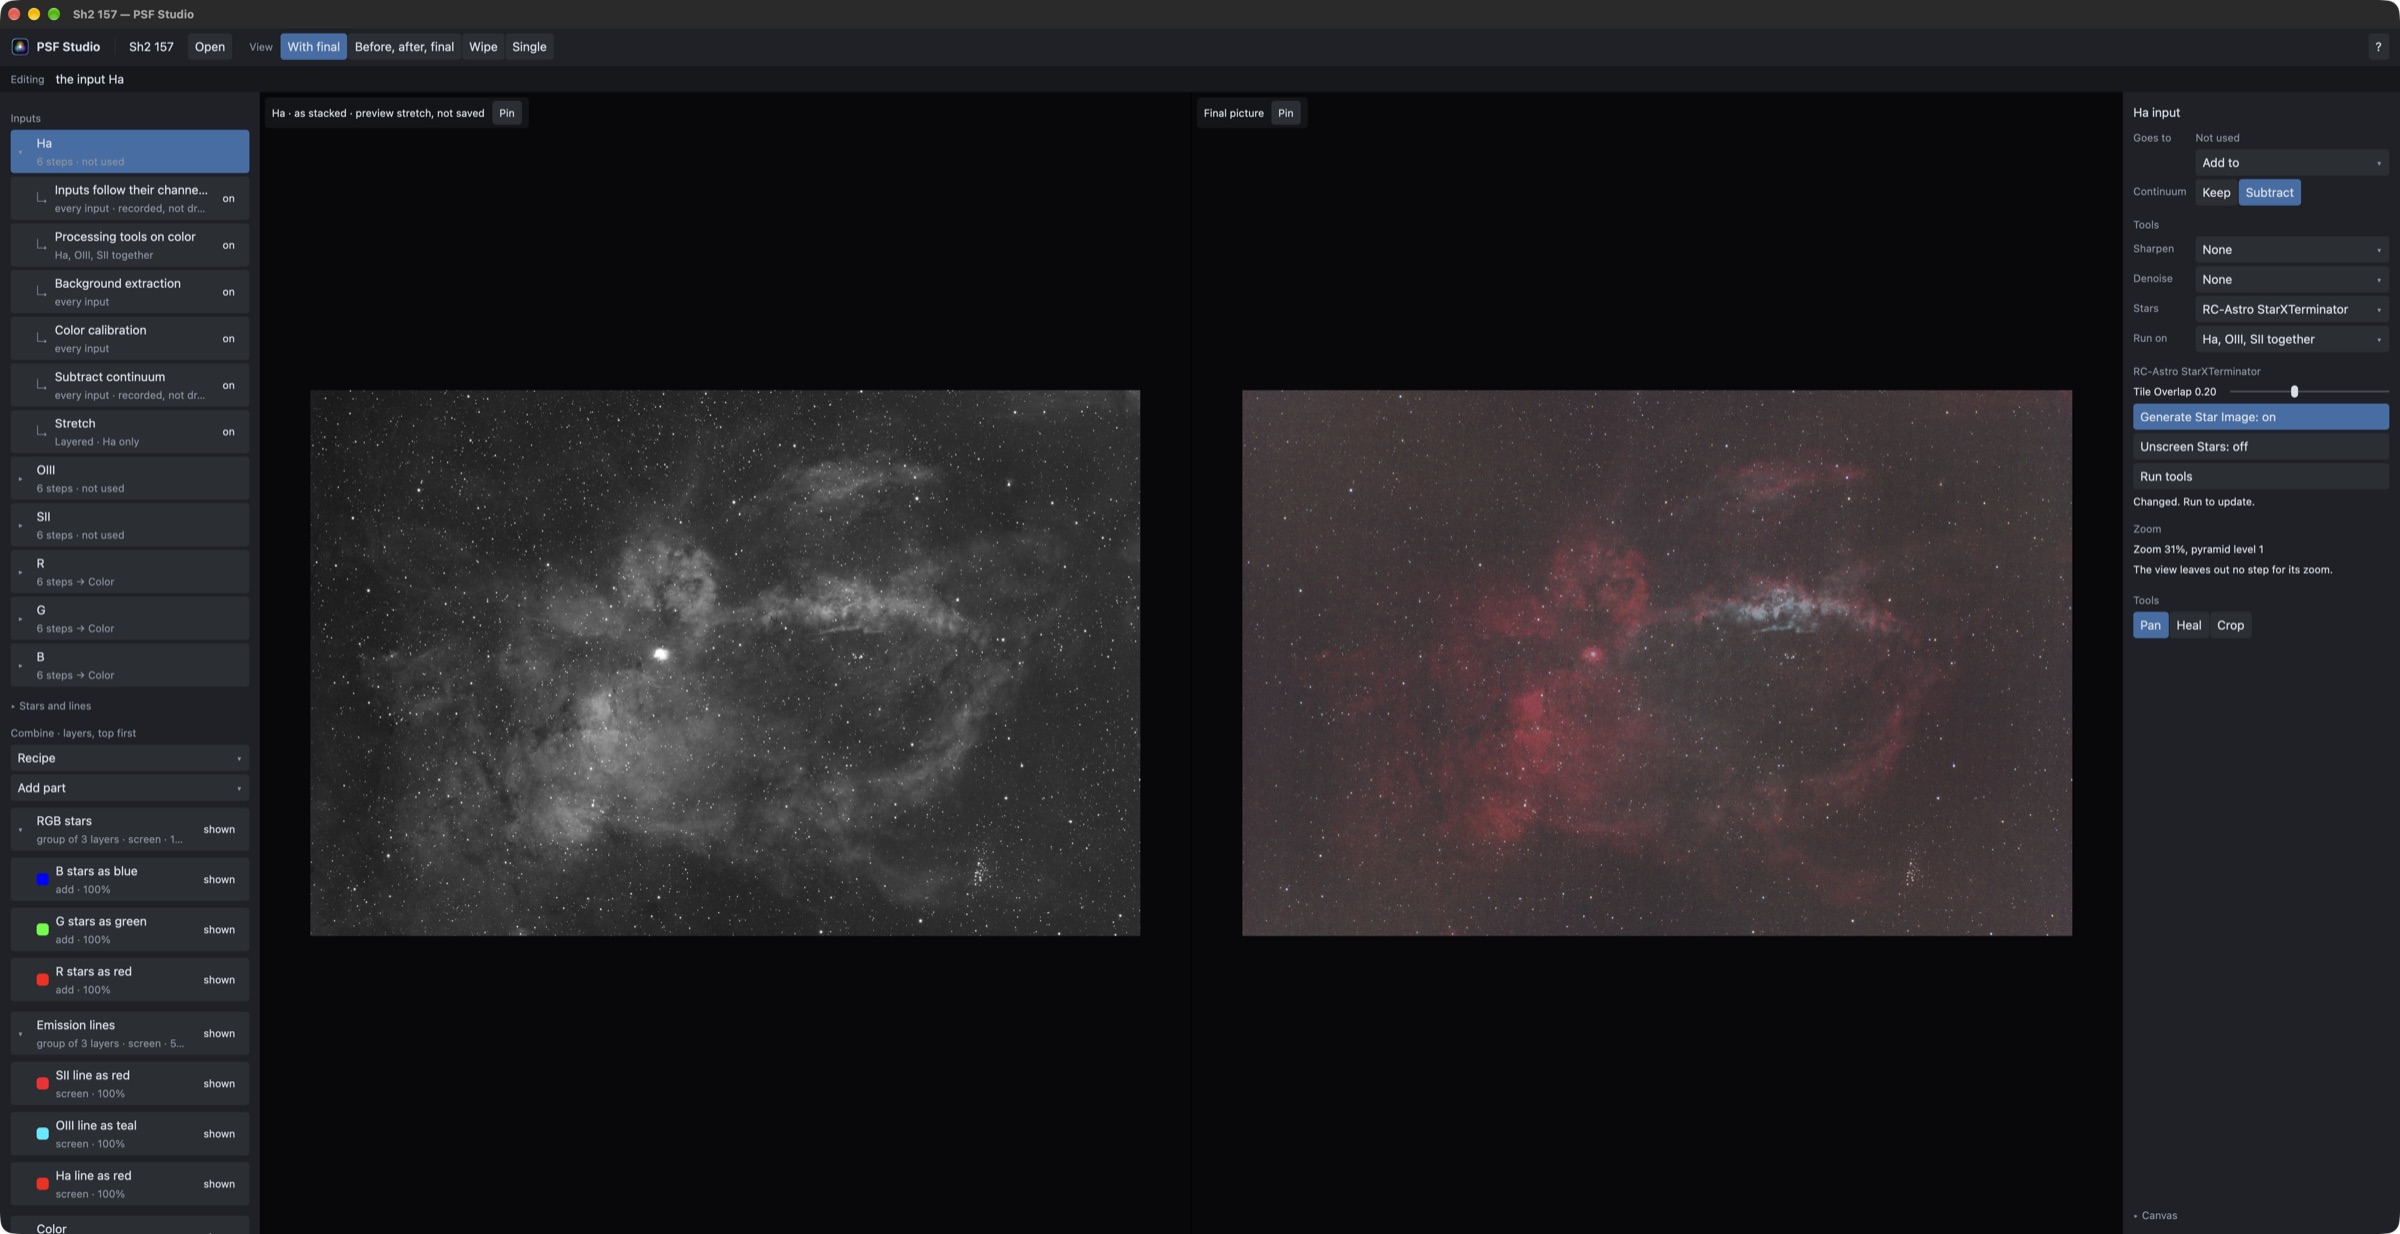 Sh2 157 — PSF Studio
PSF Studio
Sh2 157
Open
View
With final
Before, after, final
Wipe
Single
?
Editing
the input Ha
Inputs
Ha
6 steps · not used
Inputs follow their channe...
every input · recorded, not dr...
on
Processing tools on color
Ha, OIII, SII together
on
Background extraction
every input
on
Color calibration
every input
on
Subtract continuum
every input · recorded, not dr...
on
Stretch
Layered · Ha only
on
OIII
6 steps · not used
SII
6 steps · not used
R
6 steps → Color
G
6 steps → Color
B
6 steps → Color
Stars and lines
Combine · layers, top first
Recipe
Add part
RGB stars
group of 3 layers · screen · 1...
shown
B stars as blue
add · 100%
shown
G stars as green
add · 100%
shown
R stars as red
add · 100%
shown
Emission lines
group of 3 layers · screen · 5...
shown
SII line as red
screen · 100%
shown
OIII line as teal
screen · 100%
shown
Ha line as red
screen · 100%
shown
Color
Ha · as stacked · preview stretch, not saved
Pin
Final picture
Pin
Ha input
Goes to
Not used
Add to
Continuum
Keep
Subtract
Tools
Sharpen
None
Denoise
None
Stars
RC-Astro StarXTerminator
Run on
Ha, OIII, SII together
RC-Astro StarXTerminator
Tile Overlap 0.20
Generate Star Image: on
Unscreen Stars: off
Run tools
Changed. Run to update.
Zoom
Zoom 31%, pyramid level 1
The view leaves out no step for its zoom.
Tools
Pan
Heal
Crop
Canvas